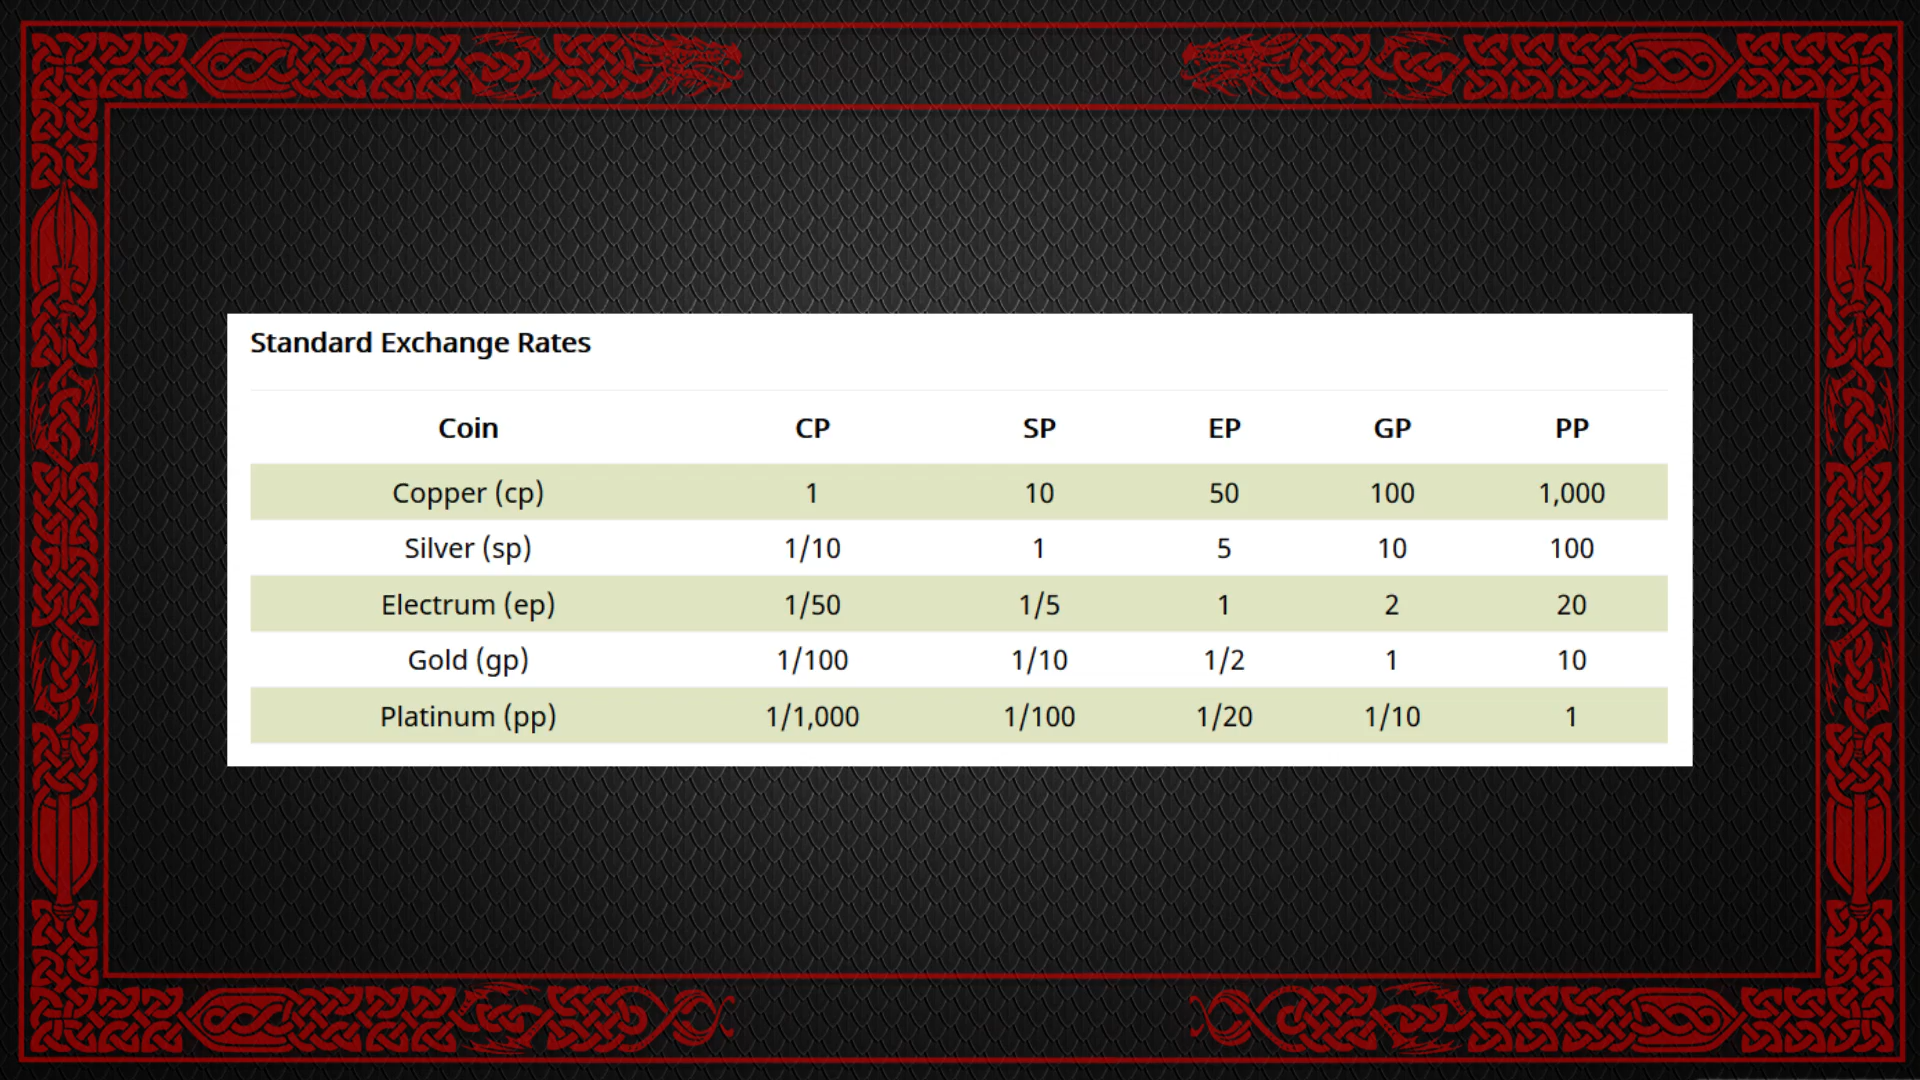 Standard Exchange Rates
Coin CP SP EP GP PP
Copper (cp) 1 10 50 100 1,000
Silver (sp) 1/10 1 5 10 100
Electrum (ep) 1/50 1/5 1 2 20
Gold (gp) 1/100 1/10 1/2 1 10
Platinum (pp) 1/1,000 1/100 1/20 1/10 1